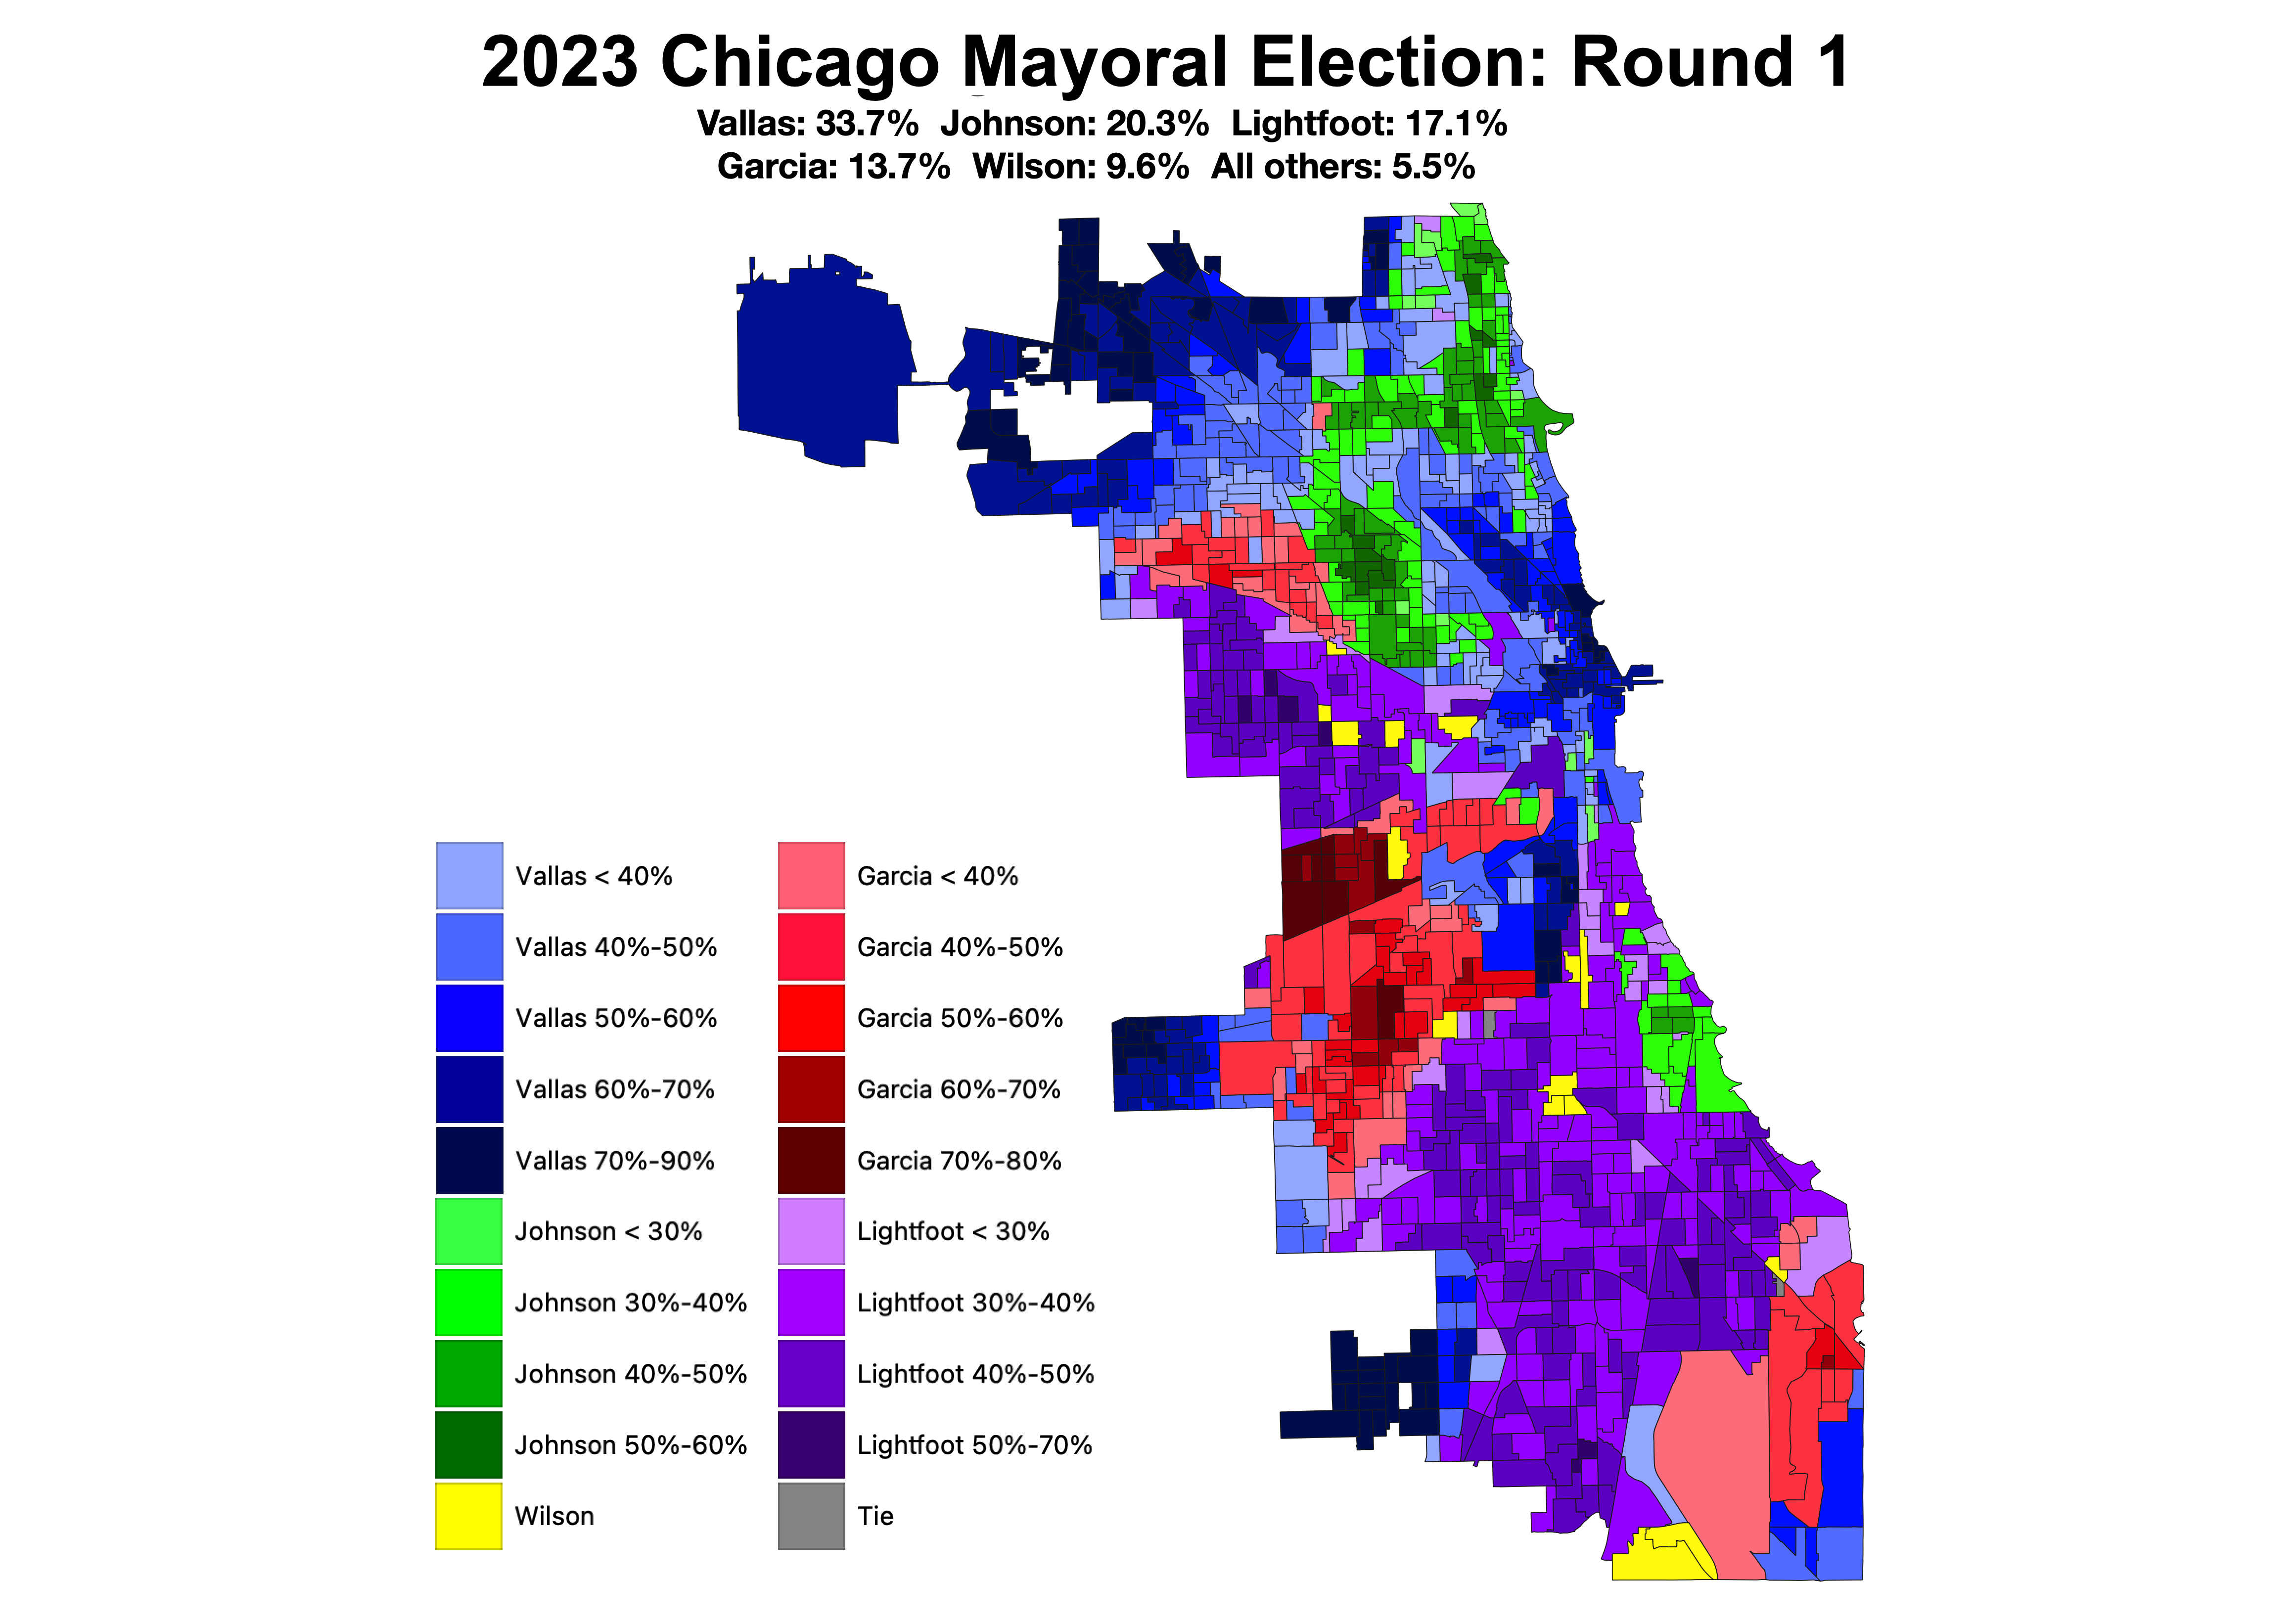 2023 Chicago Mayoral Election: Round 1
Vallas: 33.7% Johnson: 20.3% Lightfoot: 17.1%
Garcia: 13.7% Wilson: 9.6% All others: 5.5%
Vallas < 40%
Vallas 40%-50%
Vallas 50%-60%
Vallas 60%-70%
Vallas 70%-90%
Johnson < 30%
Johnson 30%-40%
Johnson 40%-50%
Johnson 50%-60%
Wilson
Garcia < 40%
Garcia 40%-50%
Garcia 50%-60%
Garcia 60%-70%
Garcia 70%-80%
Lightfoot < 30%
Lightfoot 30%-40%
Lightfoot 40%-50%
Lightfoot 50%-70%
Tie